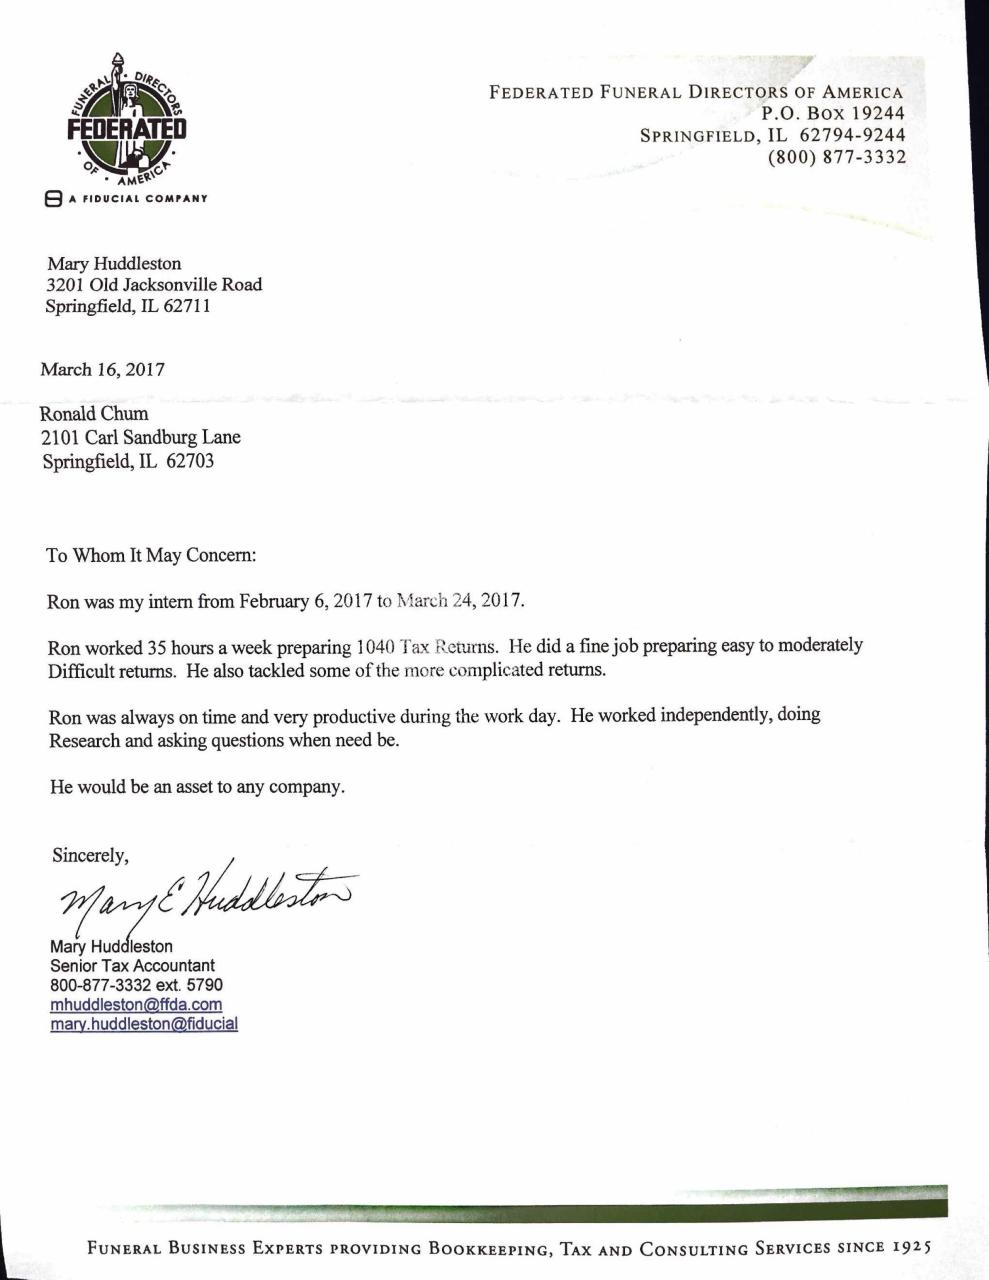 FUNERAL DIRECTORS
FEDERATED
OF AMERICA
A FIDUCIAL COMPANY
FEDERATED FUNERAL DIRECTORS OF AMERICA
P.O. BOX 19244
SPRINGFIELD, IL 62794-9244
(800) 877-3332
Mary Huddleston
3201 Old Jacksonville Road
Springfield, IL 62711
March 16, 2017
Ronald Chum
2101 Carl Sandburg Lane
Springfield, IL 62703
To Whom It May Concern:
Ron was my intern from February 6, 2017 to March 24, 2017.
Ron worked 35 hours a week preparing 1040 Tax Returns. He did a fine job preparing easy to moderately
Difficult returns. He also tackled some of the more complicated returns.
Ron was always on time and very productive during the work day. He worked independently, doing
Research and asking questions when need be.
He would be an asset to any company.
Sincerely,
Mary E Huddleston
Mary Huddleston
Senior Tax Accountant
800-877-3332 ext. 5790
mhuddleston@ffda.com
mary.huddleston@fiducial
FUNERAL BUSINESS EXPERTS PROVIDING BOOKKEEPING, TAX AND CONSULTING SERVICES SINCE 1925